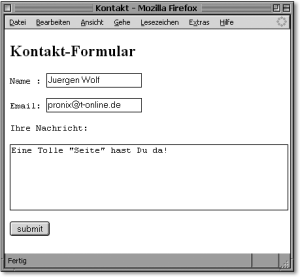 Kontakt - Mozilla Firefox
Datei Bearbeiten Ansicht Gehe Lesezeichen Extras Hilfe
Kontakt-Formular
Name : Juergen Wolf
Email: pronix@t-online.de
Ihre Nachricht:
Eine Tolle "Seite" hast Du da!
submit
Fertig